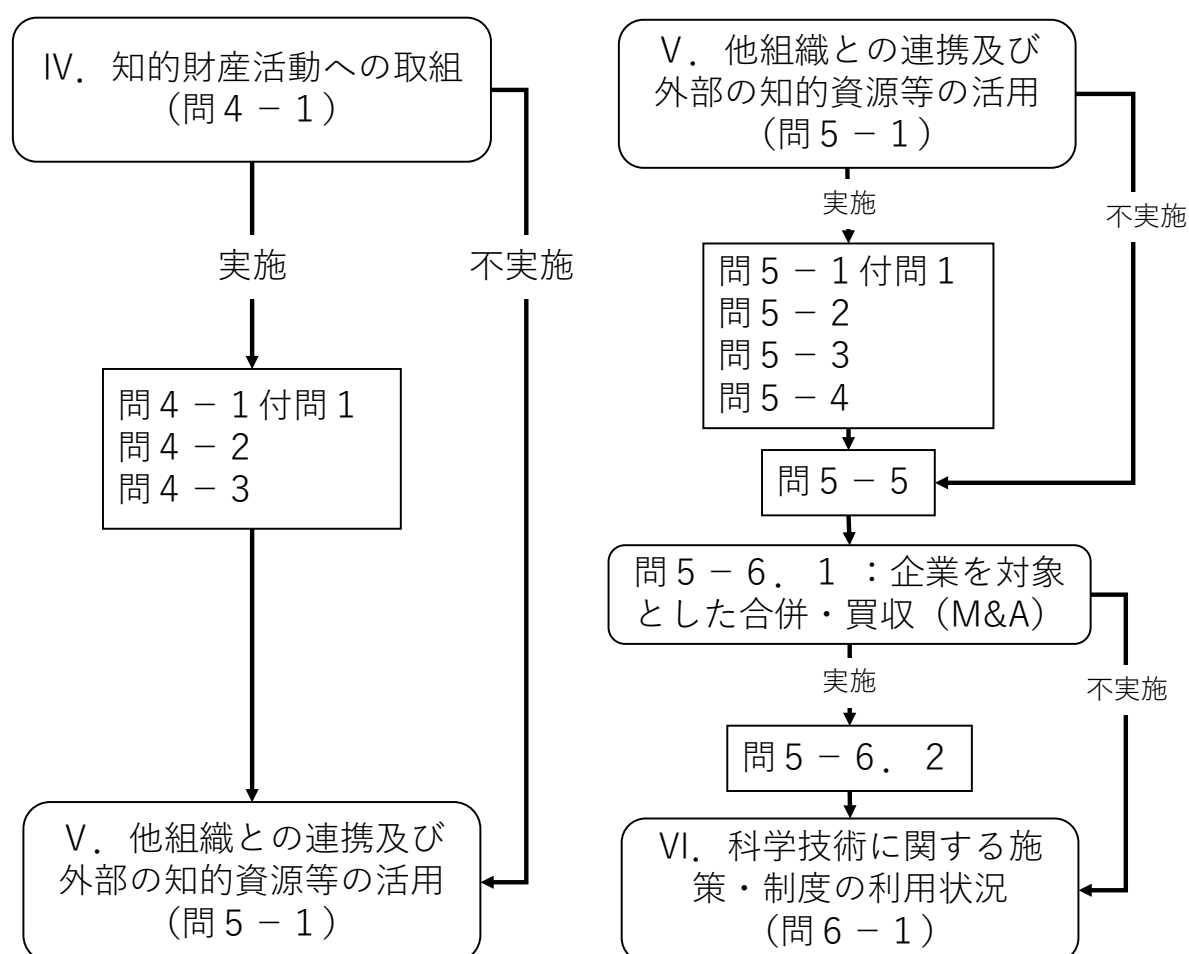 Ⅳ．知的財産活動への取組
（問４－１）
実施
不実施
問４－１付問１
問４－２
問４－３
Ⅴ．他組織との連携及び
外部の知的資源等の活用
（問５－１）
Ⅴ．他組織との連携及び
外部の知的資源等の活用
（問５－１）
実施
不実施
問５－１付問１
問５－２
問５－３
問５－４
問５－５
問５－６．１：企業を対象
とした合併・買収（M&A）
実施
不実施
問５－６．２
Ⅵ．科学技術に関する施
策・制度の利用状況
（問６－１）